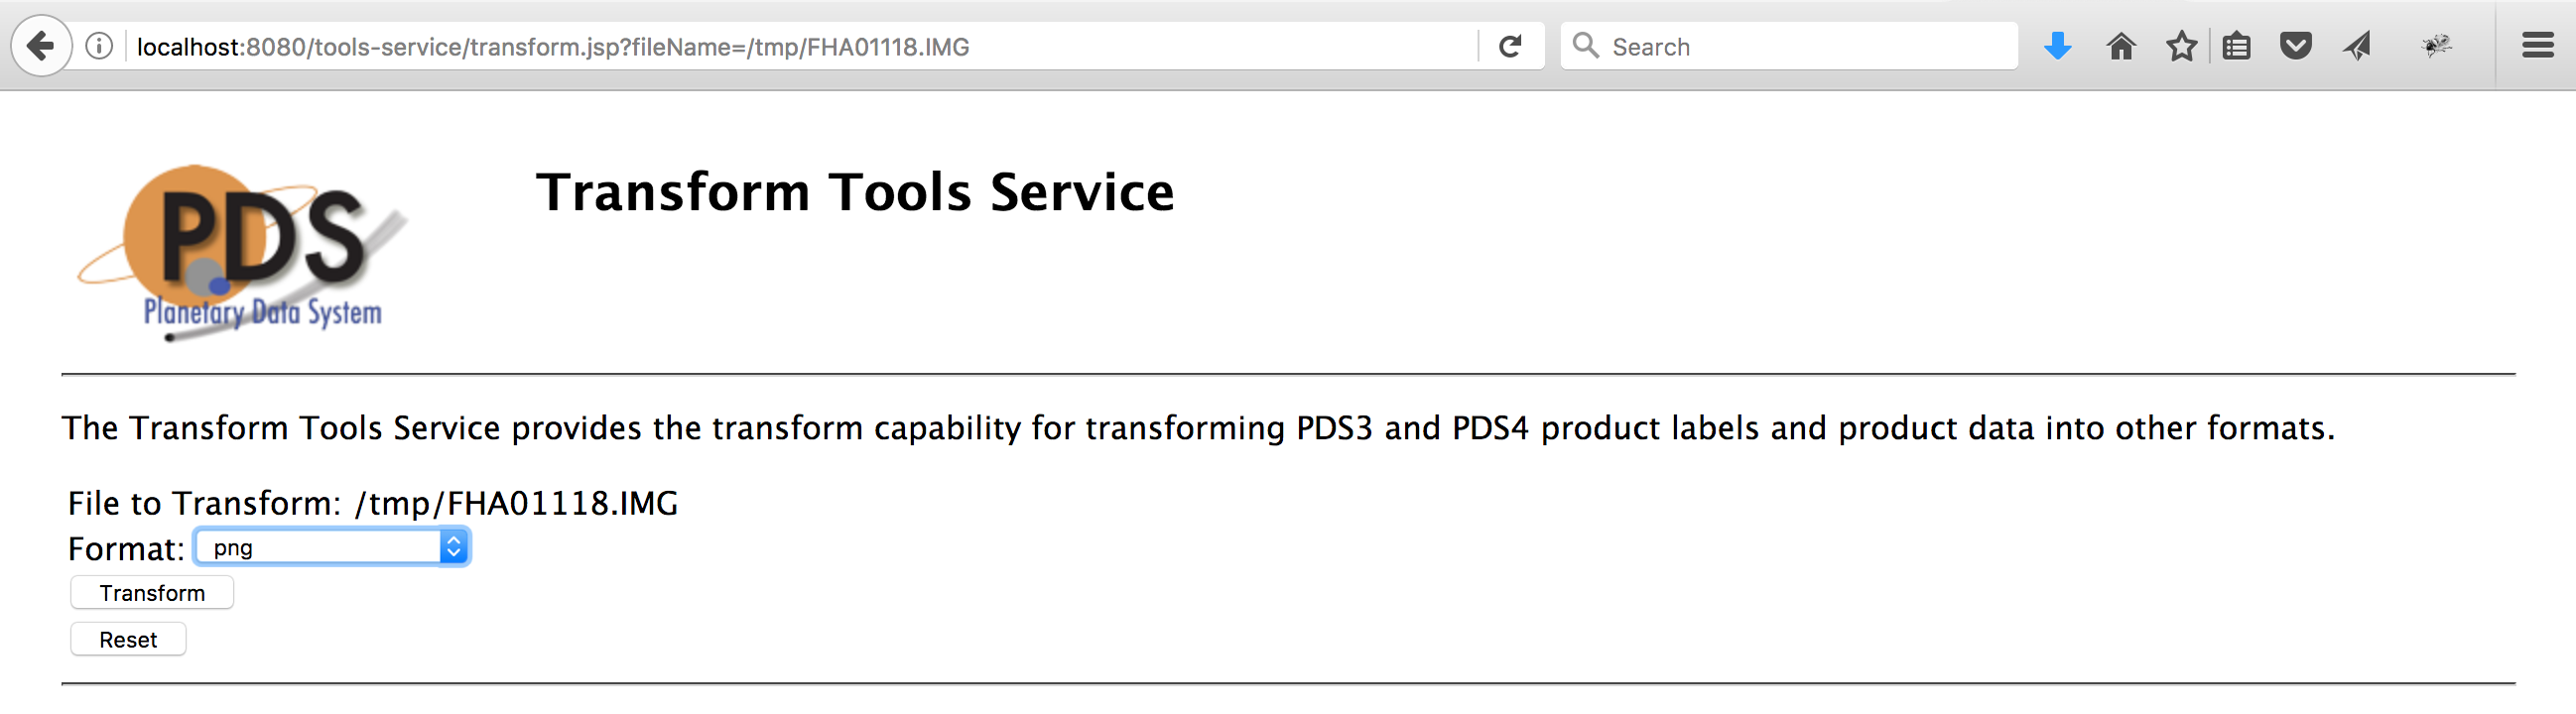 localhost:8080/tools-service/transform.jsp?fileName=/tmp/FHA01118.IMG
Search
PDS
Planetary Data System
Transform Tools Service
The Transform Tools Service provides the transform capability for transforming PDS3 and PDS4 product labels and product data into other formats.
File to Transform: /tmp/FHA01118.IMG
Format: png
Transform
Reset